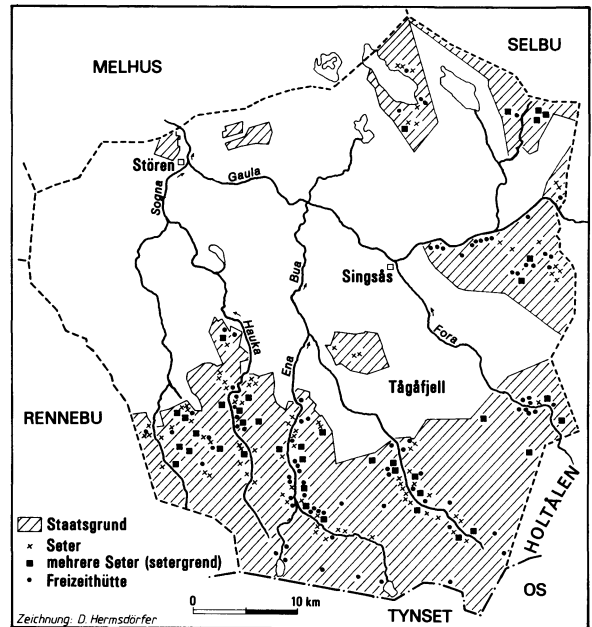 SELBU
MELHUS
Stören
Gaula
Sogna
Bua
Singsås
Hauka
Ena
Fora
Tågåfjell
RENNEBU
HOLTÅLEN
Staatsgrund
Seter
mehrere Seter (setergrend)
Freizeithütte
OS
0 10 km
TYNSET
Zeichnung: D. Hermsdörfer